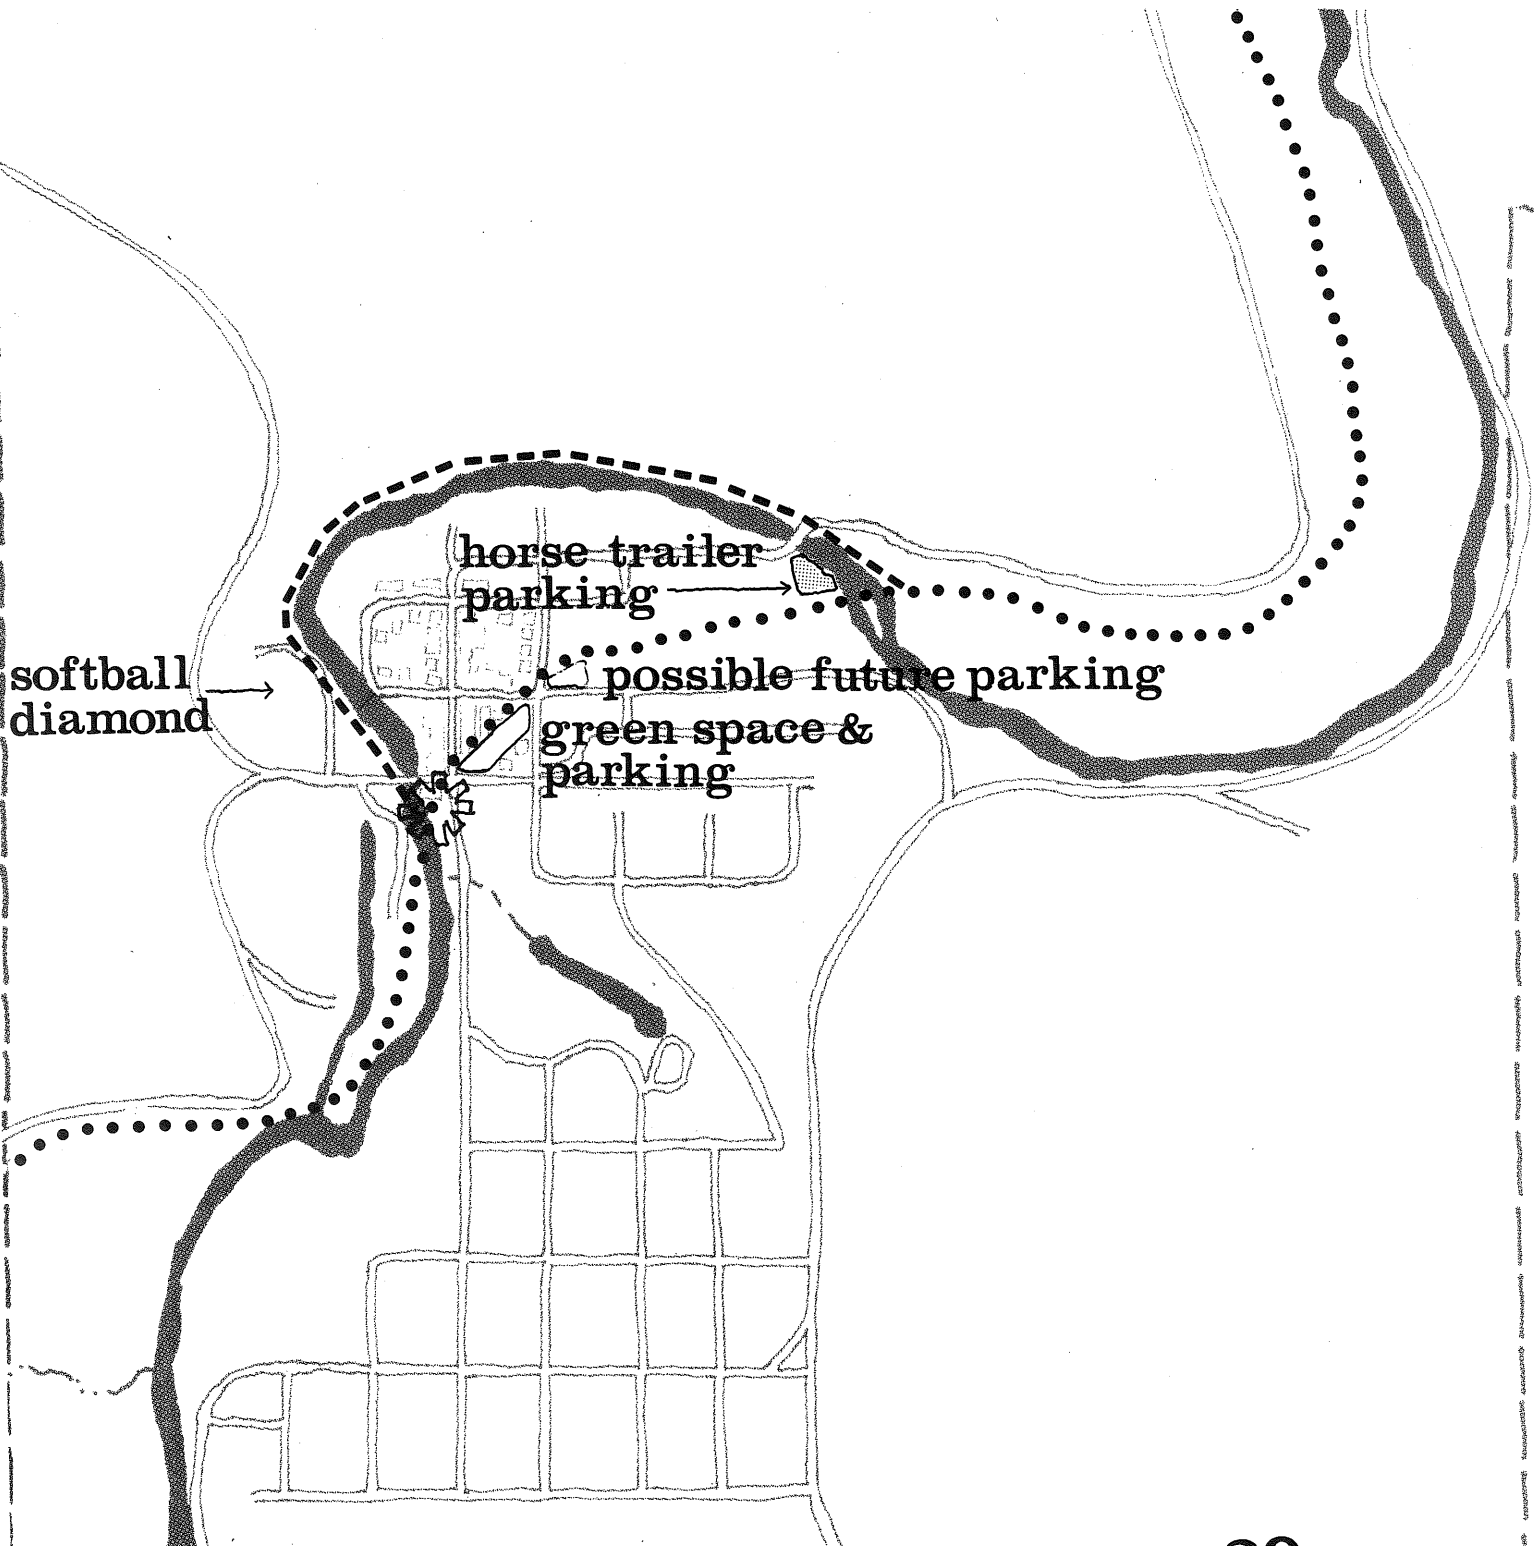 horse trailer
parking
softball
diamond
possible future parking
green space &
parking